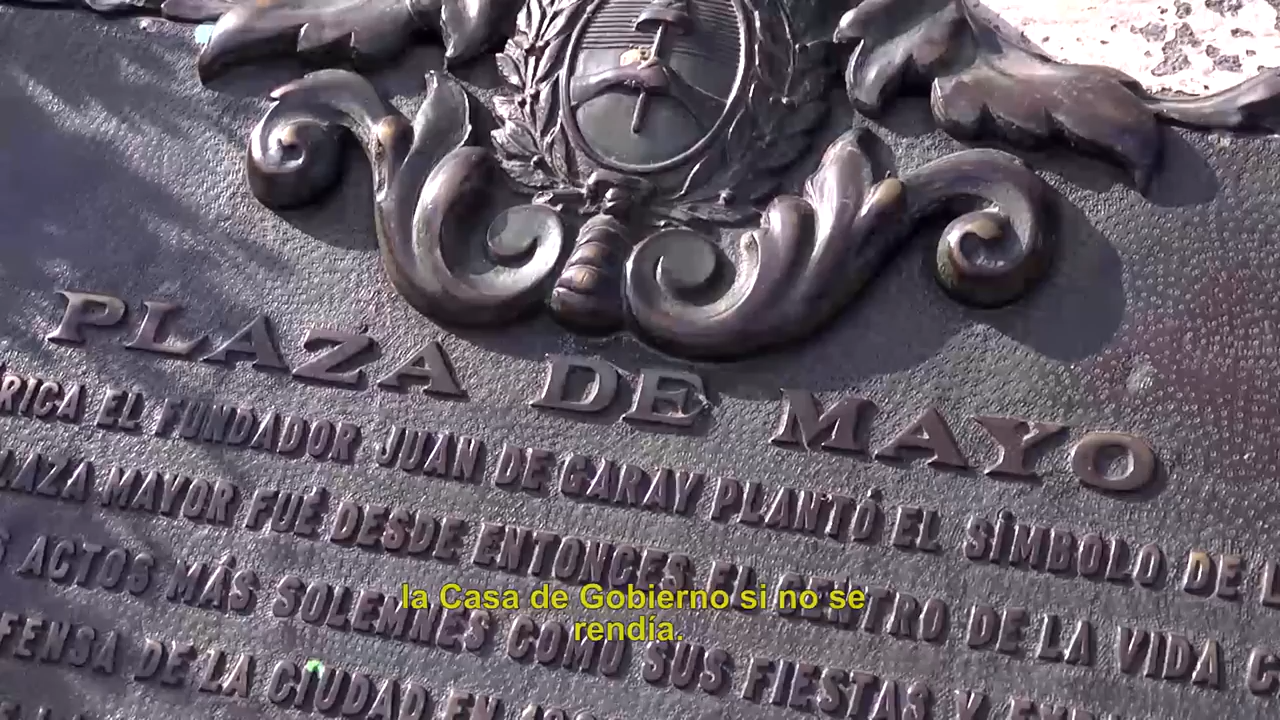 PLAZA DE MAYO
RICA EL FUNDADOR JUAN DE GARAY PLANTÓ EL SÍMBOLO DE
PLAZA MAYOR FUÉ DESDE ENTONCES EL CENTRO DE LA VIDA
ACTOS MÁS SOLEMNES COMO SUS FIESTAS Y
DE LA CIUDAD EN
la Casa de Gobierno si no se
rendía.